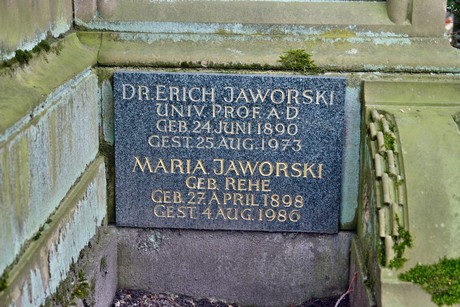 DR. ERICH JAWORSKI
UNIV. PROF. A. D.
GEB. 24. JUNI 1890
GEST. 25. AUG. 1973
MARIA JAWORSKI
GEB. REHE
GEB. 27. APRIL 1898
GEST. 4. AUG. 1986